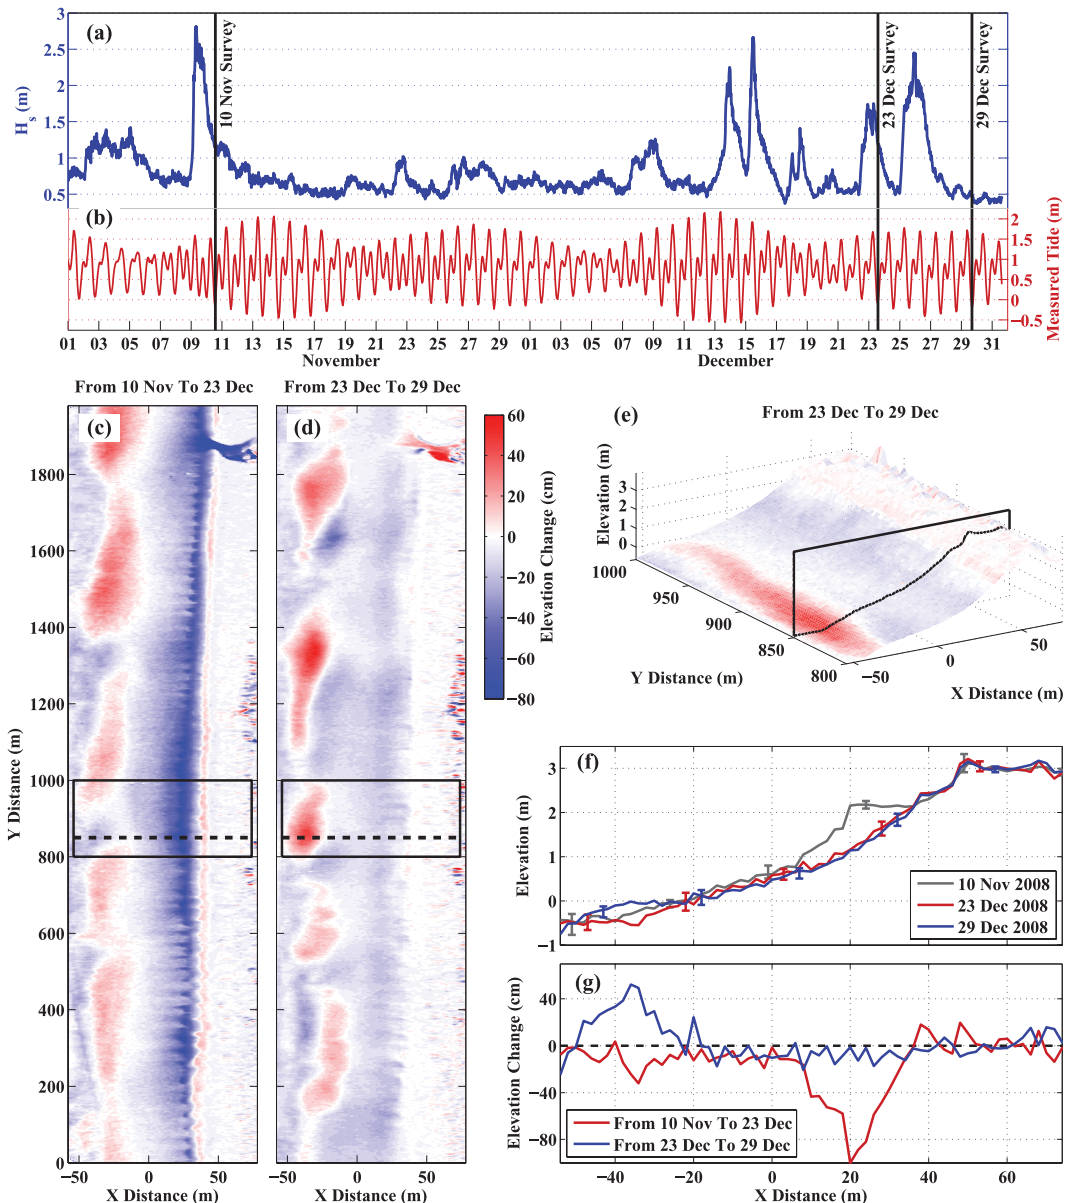 (a)
H_s (m)
3
2.5
2
1.5
1
0.5
10 Nov Survey
23 Dec Survey
29 Dec Survey
(b)
2
1.5
1
0.5
0
−0.5
Measured Tide (m)
01 03 05 07 09 11 13 15 17 19 21 23 25 27 29 01 03 05 07 09 11 13 15 17 19 21 23 25 27 29 31
November December
From 10 Nov To 23 Dec
(c)
Y Distance (m)
1800
1600
1400
1200
1000
800
600
400
200
0
−50 0 50
X Distance (m)
From 23 Dec To 29 Dec
(d)
−50 0 50
X Distance (m)
60
40
20
0
−20
−40
−60
−80
Elevation Change (cm)
(e)
From 23 Dec To 29 Dec
Elevation (m)
3
2
1
0
1000
950
900
850
800
Y Distance (m)
−50
0
50
X Distance (m)
(f)
Elevation (m)
3
2
1
0
−1
10 Nov 2008
23 Dec 2008
29 Dec 2008
−40 −20 0 20 40 60
(g)
Elevation Change (cm)
40
0
−40
−80
From 10 Nov To 23 Dec
From 23 Dec To 29 Dec
−40 −20 0 20 40 60
X Distance (m)